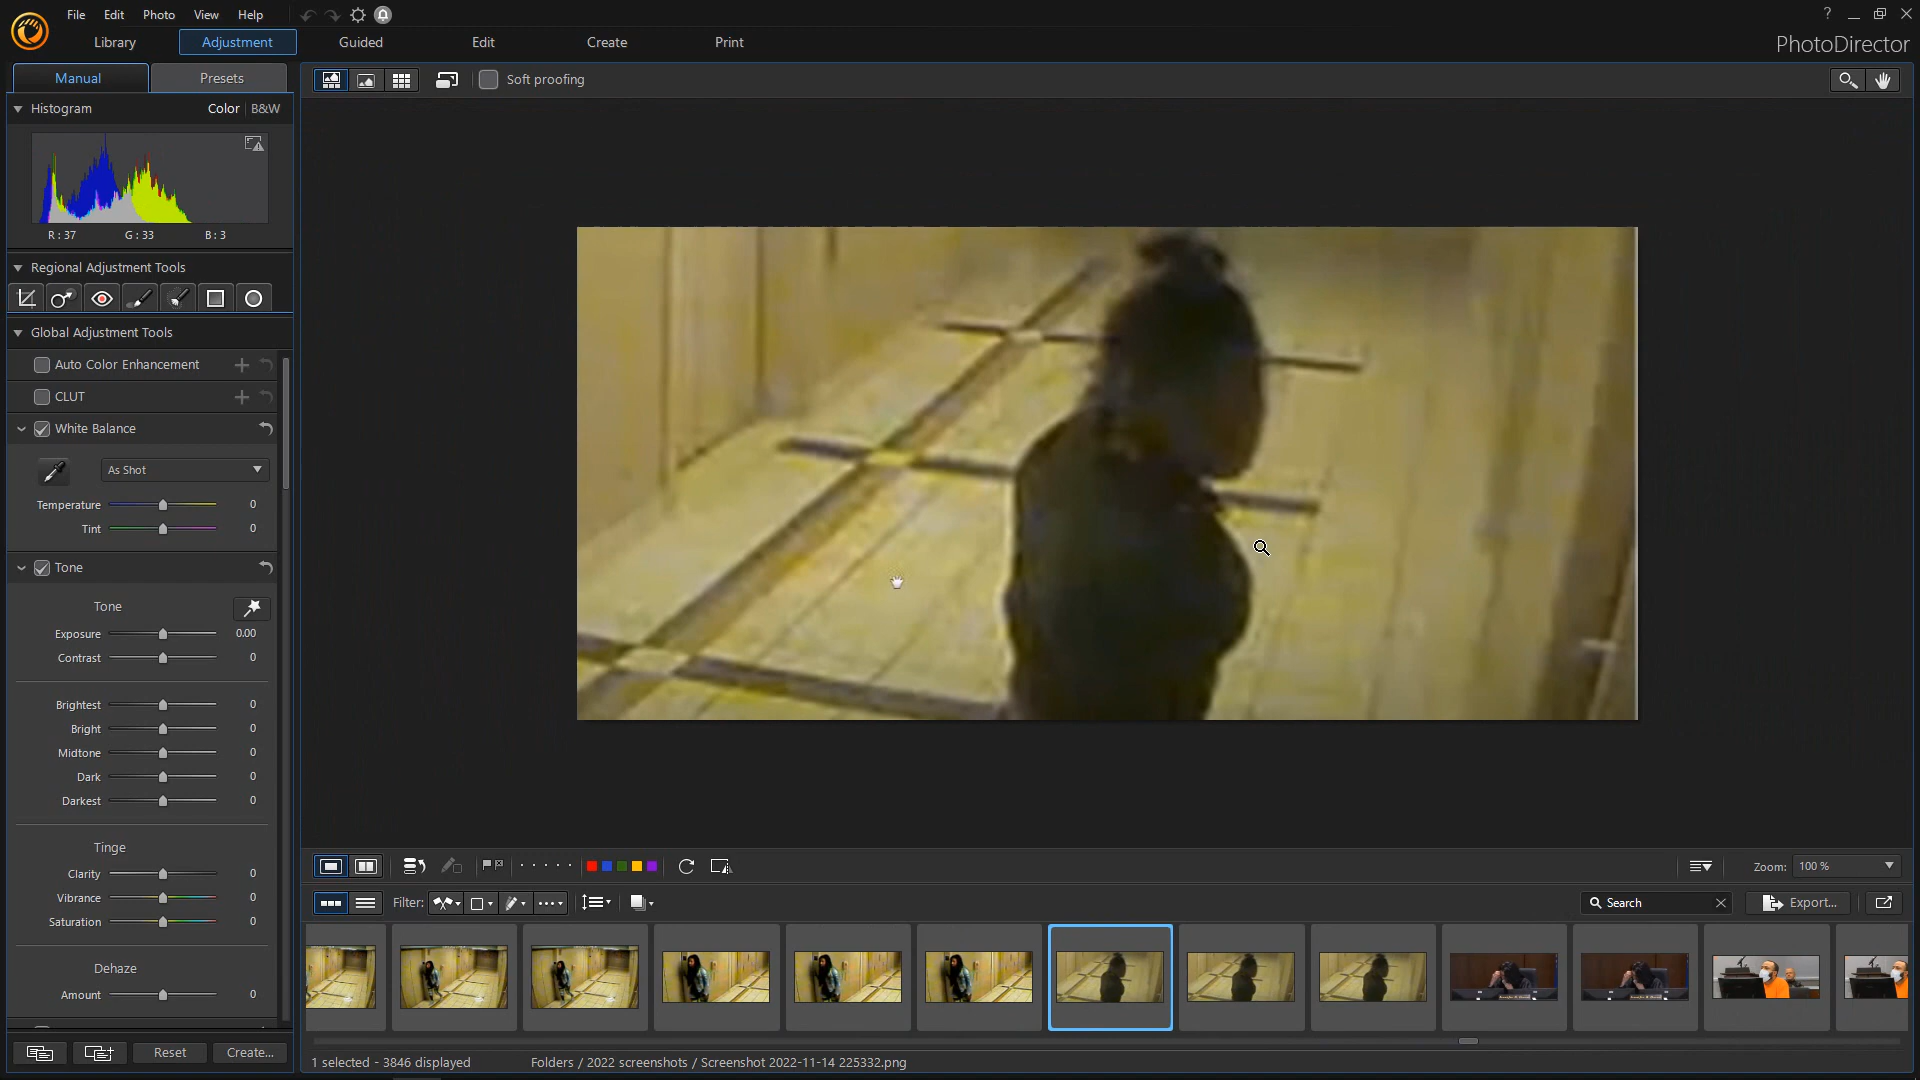 File Edit Photo View Help
?
Library Adjustment Guided Edit Create Print
PhotoDirector
Manual Presets
Soft proofing
Histogram Color | B&W
R : 37 G : 33 B : 3
Regional Adjustment Tools
Global Adjustment Tools
Auto Color Enhancement
CLUT
White Balance
As Shot
Temperature 0
Tint 0
Tone
Tone
Exposure 0.00
Contrast 0
Brightest 0
Bright 0
Midtone 0
Dark 0
Darkest 0
Tinge
Clarity 0
Vibrance 0
Saturation 0
Dehaze
Amount 0
Reset Create...
Zoom: 100 %
Filter:
Search
Export...
1 selected - 3846 displayed
Folders / 2022 screenshots / Screenshot 2022-11-14 225332.png